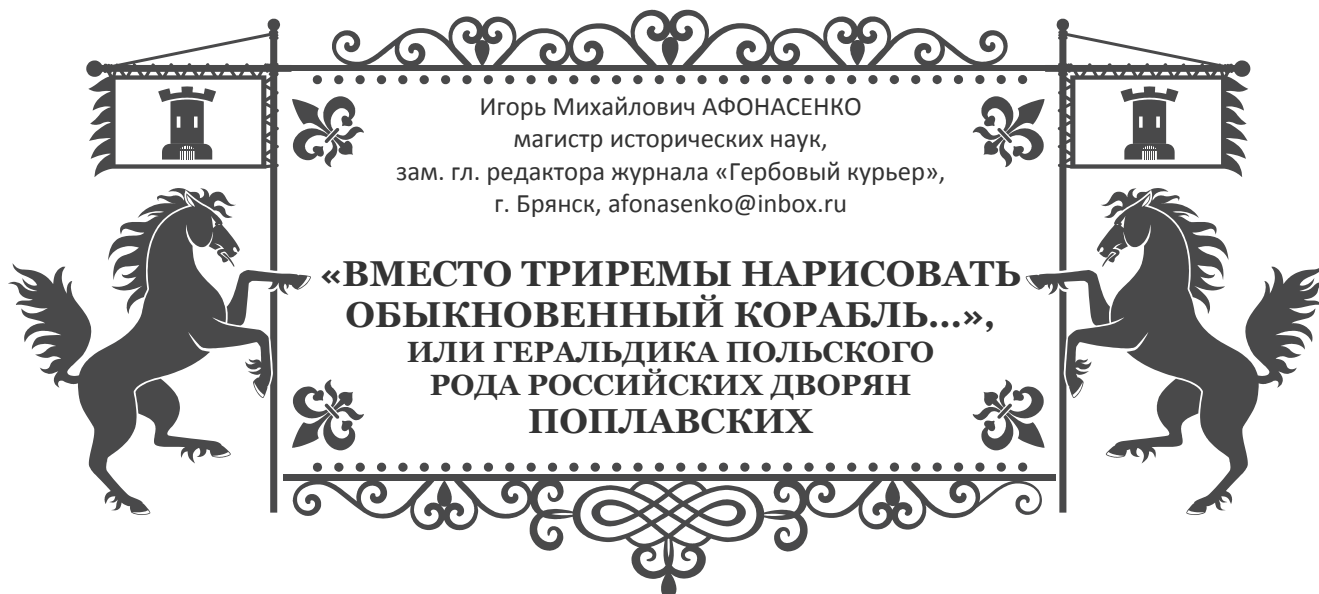 Игорь Михайлович АФОНАСЕНКО
магистр исторических наук,
зам. гл. редактора журнала «Гербовый курьер»,
г. Брянск, afonasenko@inbox.ru
«ВМЕСТО ТРИРЕМЫ НАРИСОВАТЬ
ОБЫКНОВЕННЫЙ КОРАБЛЬ...»,
ИЛИ ГЕРАЛЬДИКА ПОЛЬСКОГО
РОДА РОССИЙСКИХ ДВОРЯН
ПОПЛАВСКИХ